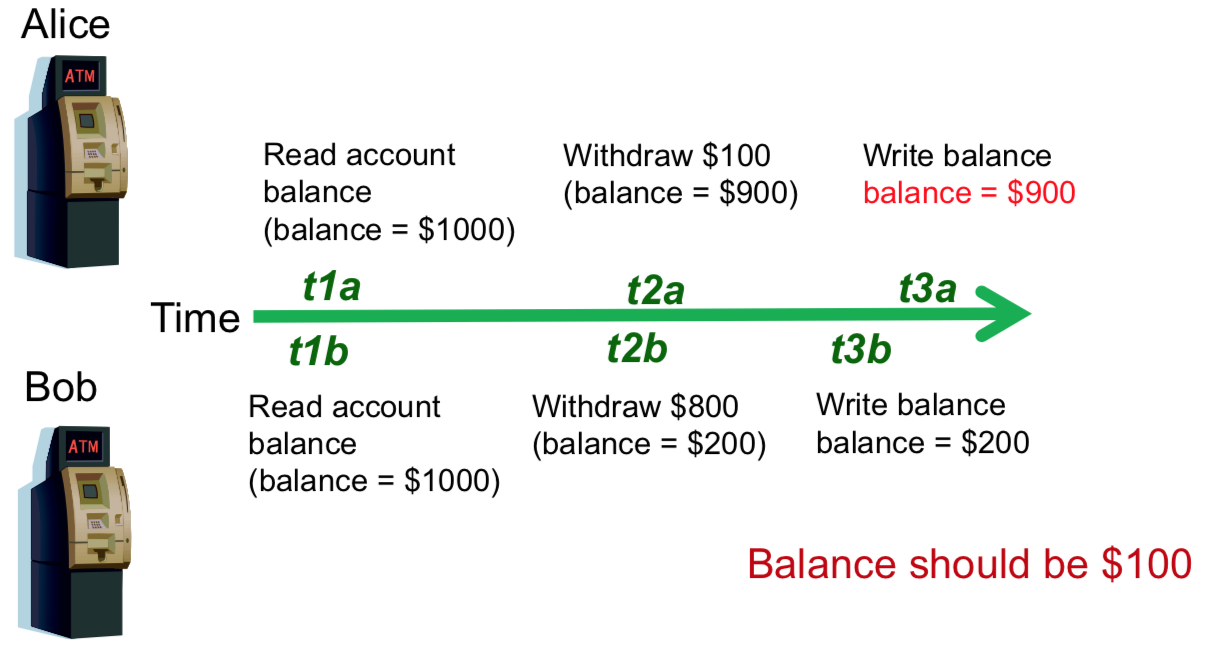 Alice
ATM
Read account
balance
(balance = $1000)
Withdraw $100
(balance = $900)
Write balance
balance = $900
t1a
t2a
t3a
Time
t1b
t2b
t3b
Bob
ATM
Read account
balance
(balance = $1000)
Withdraw $800
(balance = $200)
Write balance
balance = $200
Balance should be $100